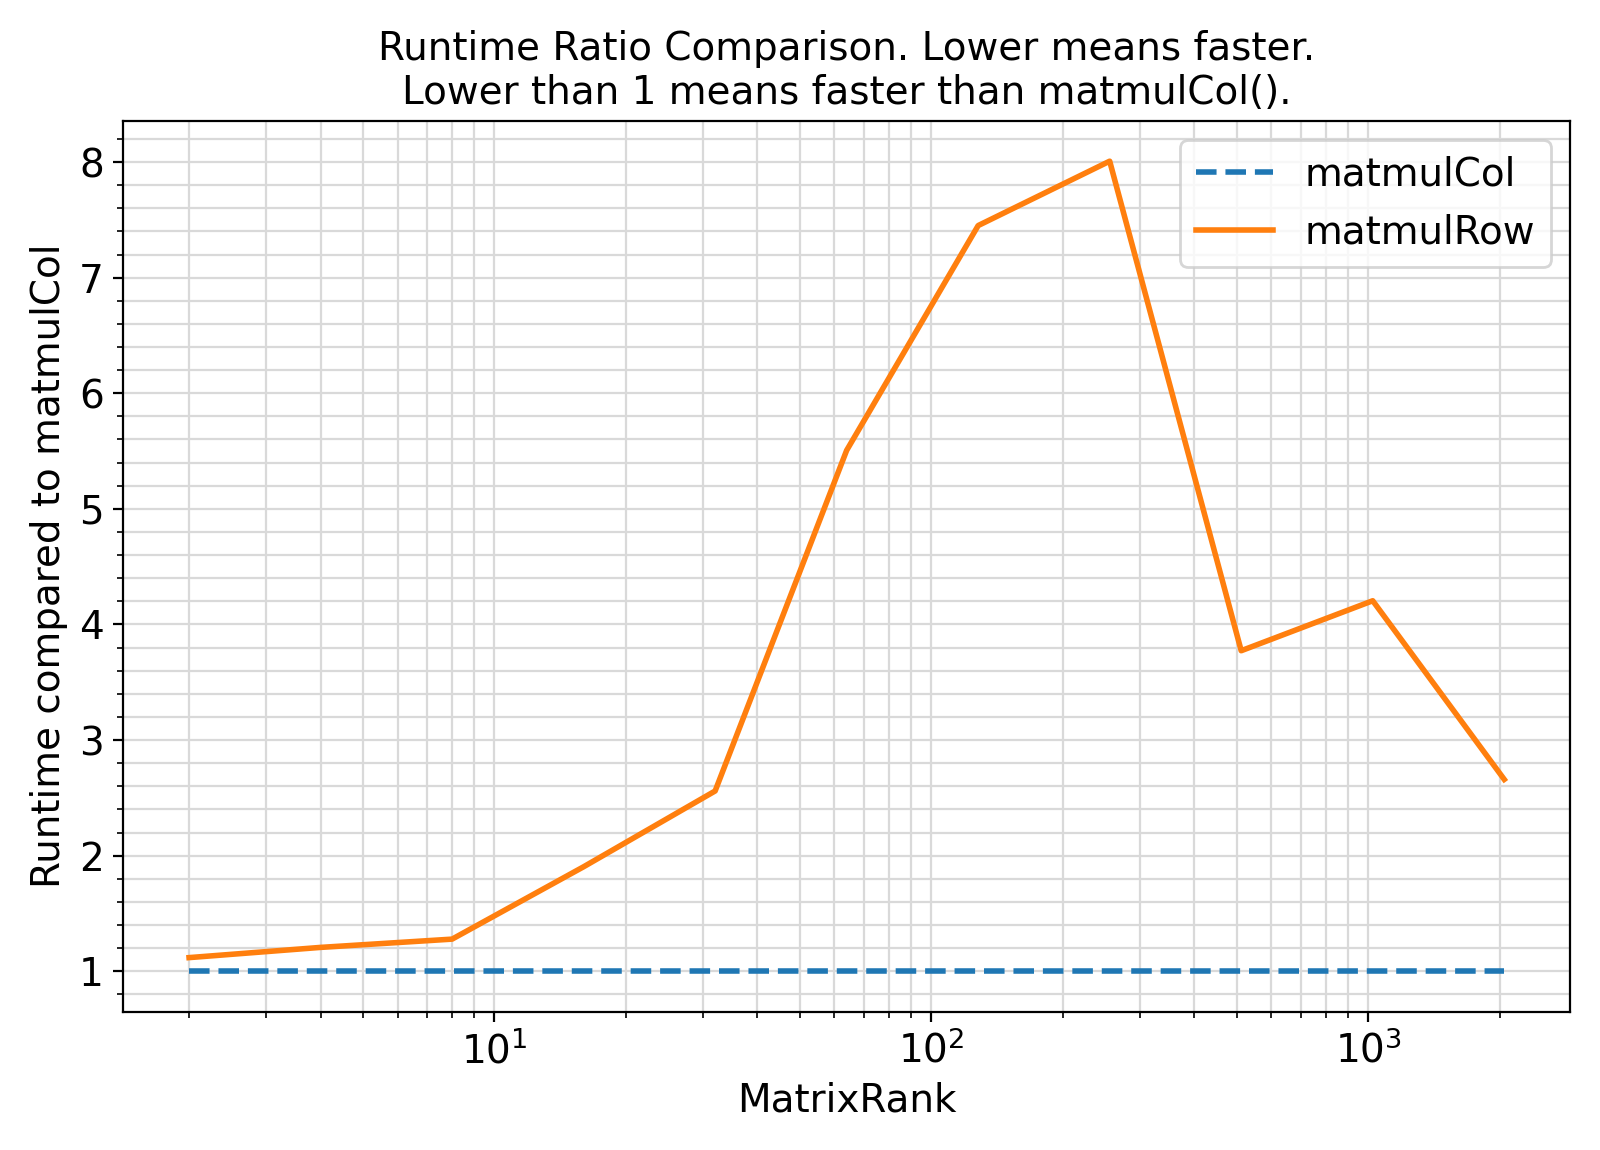 Runtime Ratio Comparison. Lower means faster.
Lower than 1 means faster than matmulCol().
matmulCol
matmulRow
Runtime compared to matmulCol
8
7
6
5
4
3
2
1
10¹
10²
10³
MatrixRank